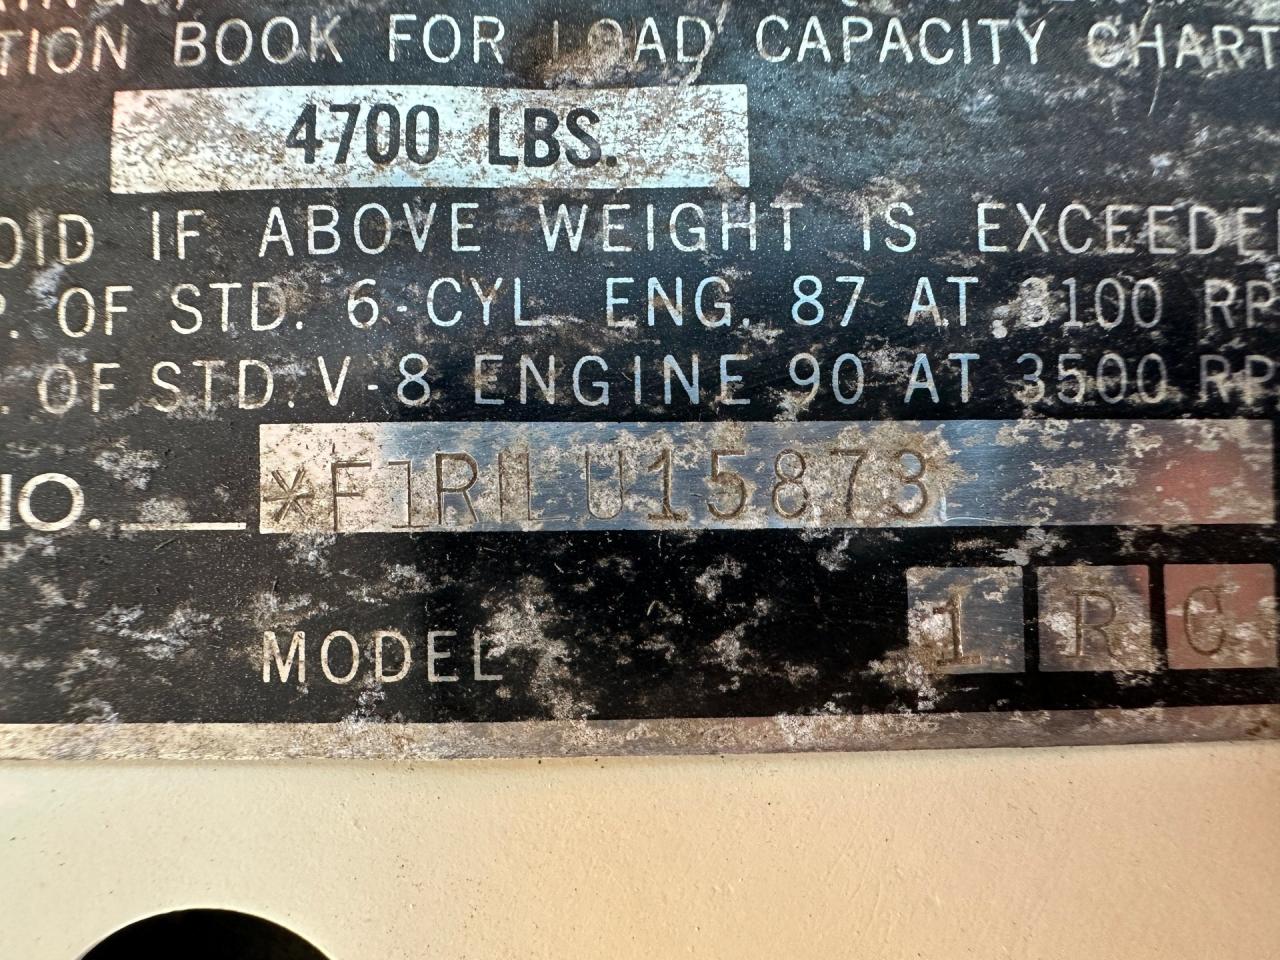 TION BOOK FOR LOAD CAPACITY CHART
4700 LBS.
OID IF ABOVE WEIGHT IS EXCEEDE
P. OF STD. 6-CYL ENG. 87 AT 3100 RP
. OF STD. V-8 ENGINE 90 AT 3500 RP
NO. *F1R1LU15873
MODEL 1 R C